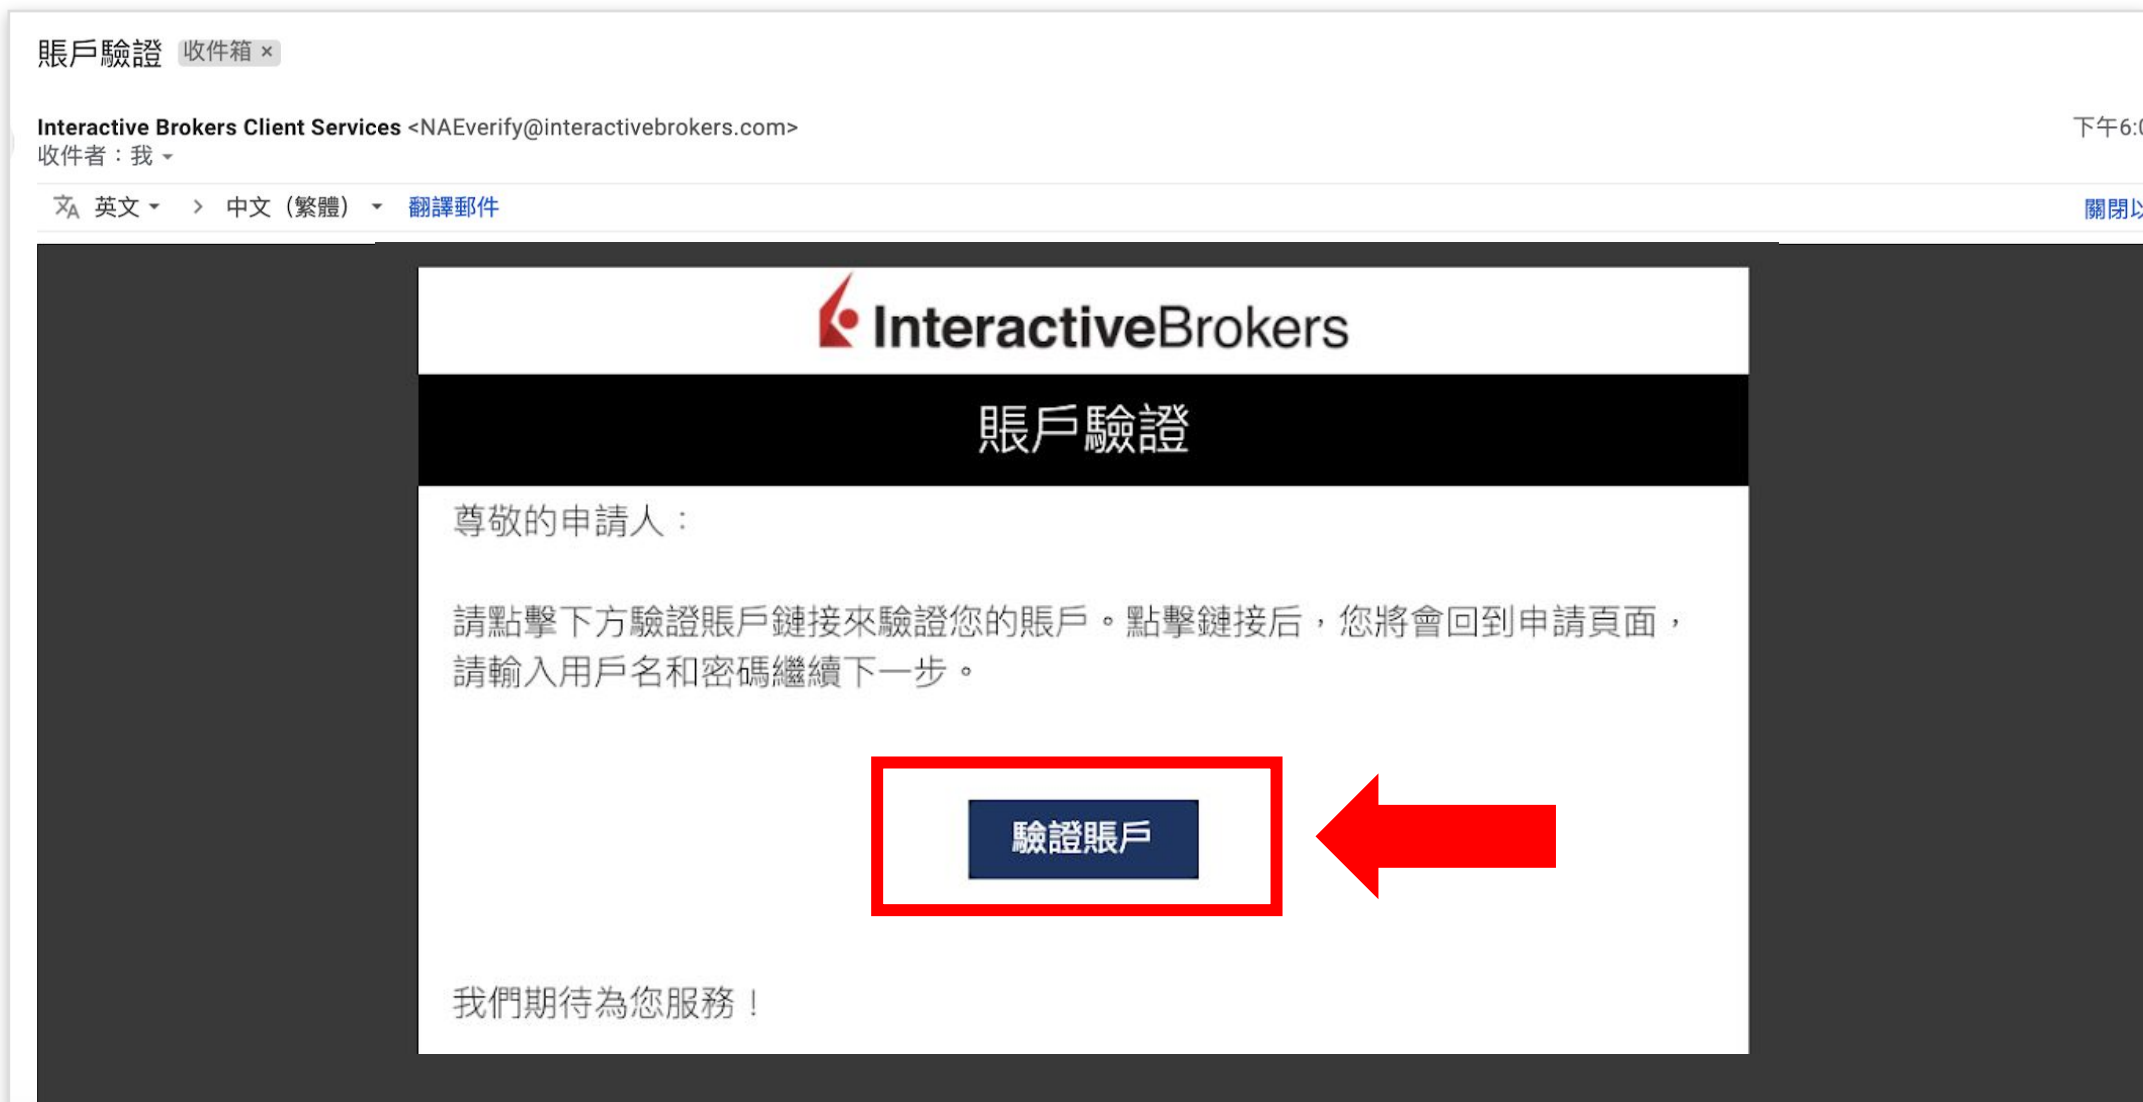 賬戶驗證 收件箱 ×
Interactive Brokers Client Services <NAEverify@interactivebrokers.com> 下午6:
收件者：我
英文 > 中文（繁體） 翻譯郵件 關閉
InteractiveBrokers
賬戶驗證
尊敬的申請人：
請點擊下方驗證賬戶鏈接來驗證您的賬戶。點擊鏈接后，您將會回到申請頁面，
請輸入用戶名和密碼繼續下一步。
驗證賬戶
我們期待為您服務！